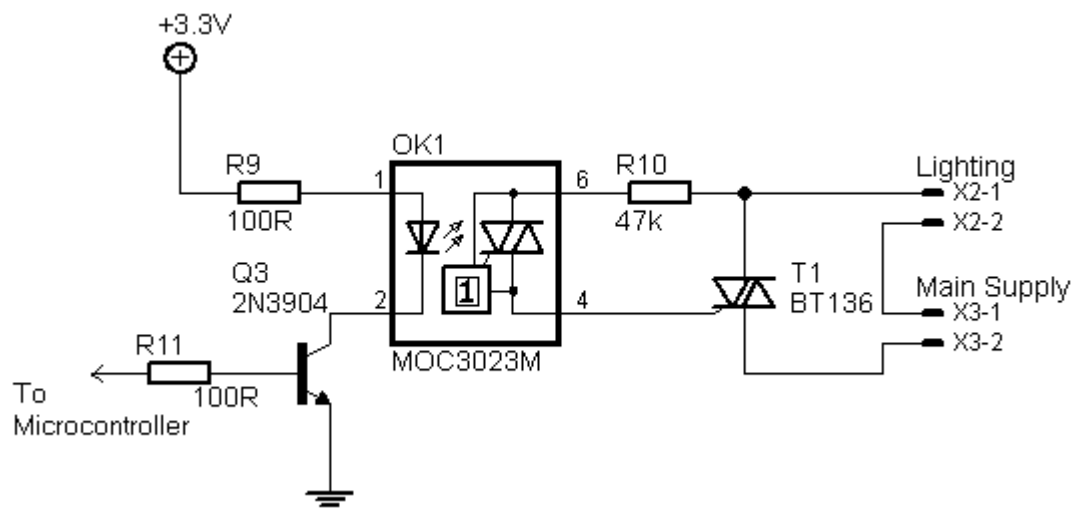 +3.3V
OK1
R9
1
6
R10
Lighting
X2-1
100R
47k
X2-2
Q3
2N3904
2
1
4
T1
BT136
Main Supply
X3-1
R11
MOC3023M
X3-2
To
Microcontroller
100R